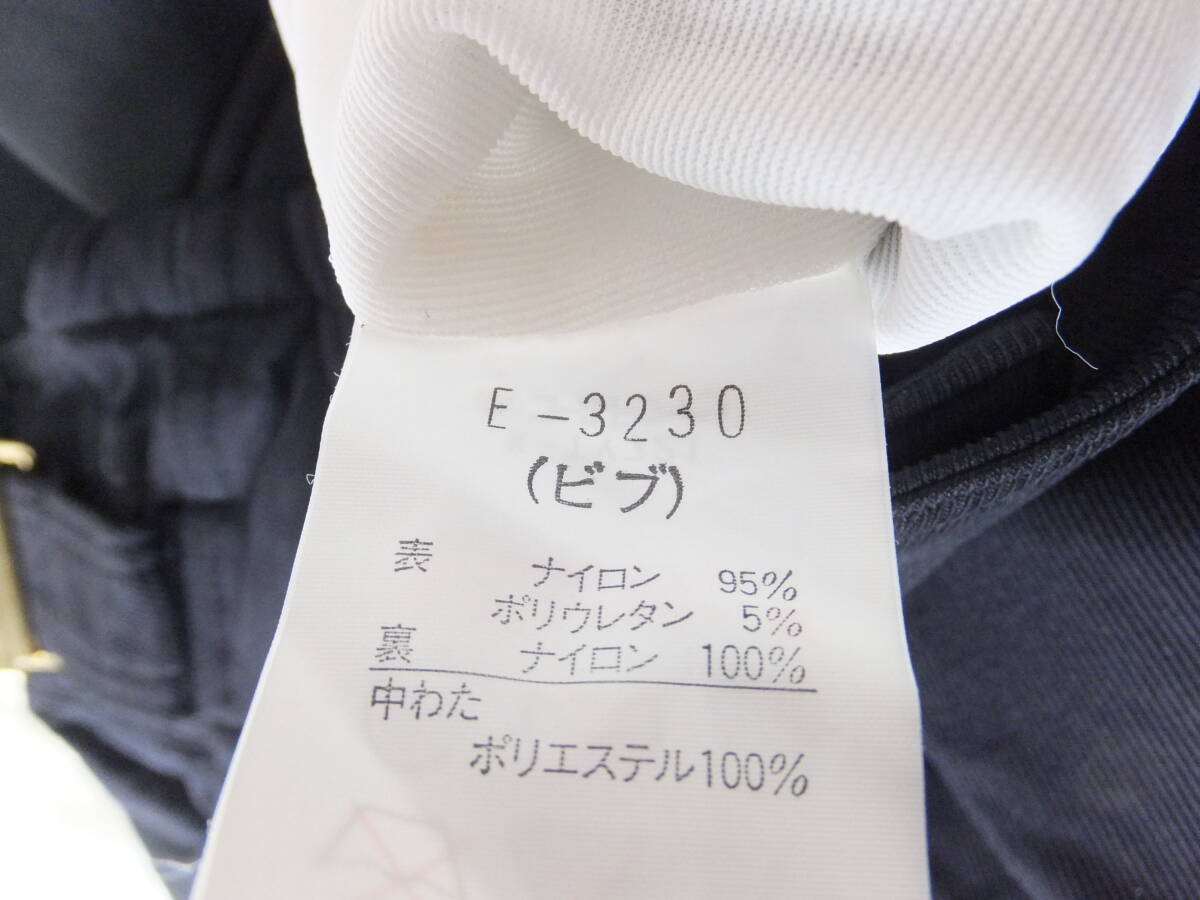 E-3230
(ビブ)
表 ナイロン 95%
ポリウレタン 5%
裏 ナイロン 100%
中わた
ポリエステル100%